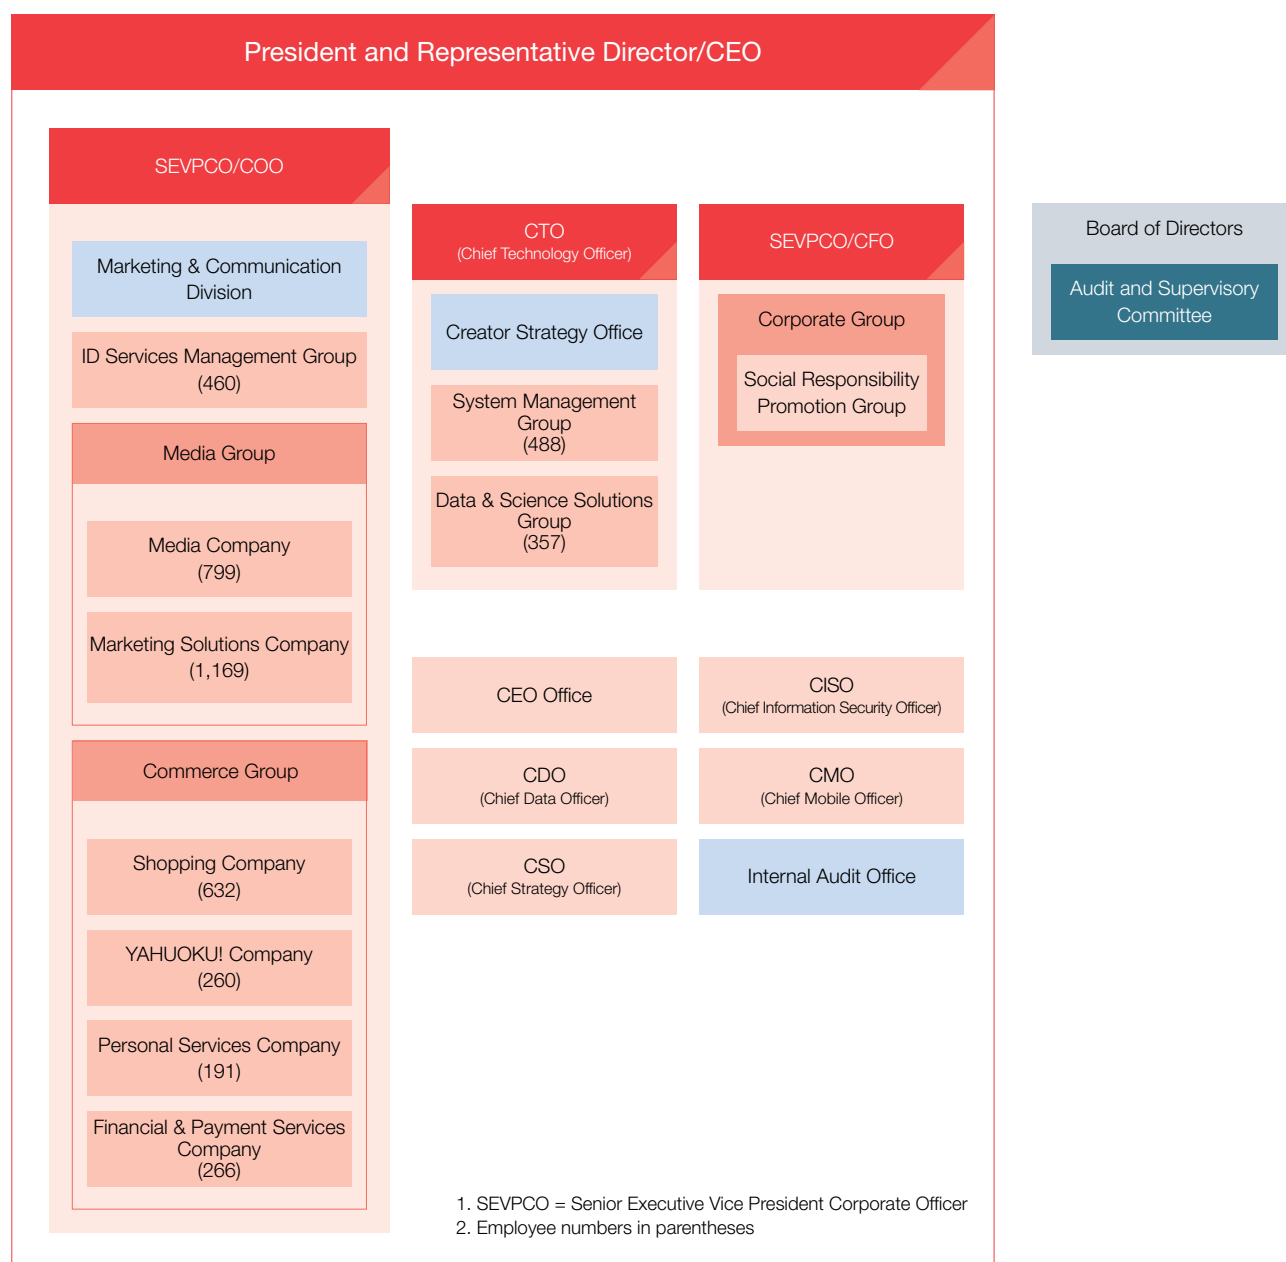 President and Representative Director/CEO
SEVPCO/COO
Marketing & Communication
Division
ID Services Management Group
(460)
Media Group
Media Company
(799)
Marketing Solutions Company
(1,169)
Commerce Group
Shopping Company
(632)
YAHUOKU! Company
(260)
Personal Services Company
(191)
Financial & Payment Services
Company
(266)
CTO
(Chief Technology Officer)
Creator Strategy Office
System Management
Group
(488)
Data & Science Solutions
Group
(357)
SEVPCO/CFO
Corporate Group
Social Responsibility
Promotion Group
CEO Office
CISO
(Chief Information Security Officer)
CDO
(Chief Data Officer)
CMO
(Chief Mobile Officer)
CSO
(Chief Strategy Officer)
Internal Audit Office
Board of Directors
Audit and Supervisory
Committee
1. SEVPCO = Senior Executive Vice President Corporate Officer
2. Employee numbers in parentheses